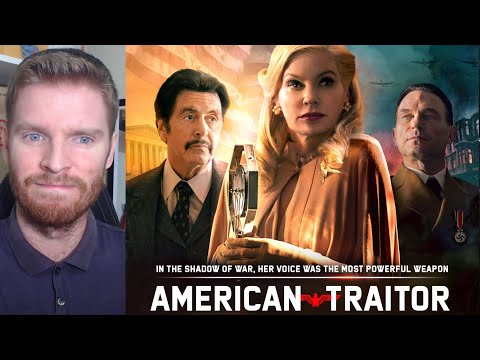 IN THE SHADOW OF WAR, HER VOICE WAS THE MOST POWERFUL WEAPON
AMERICAN TRAITOR